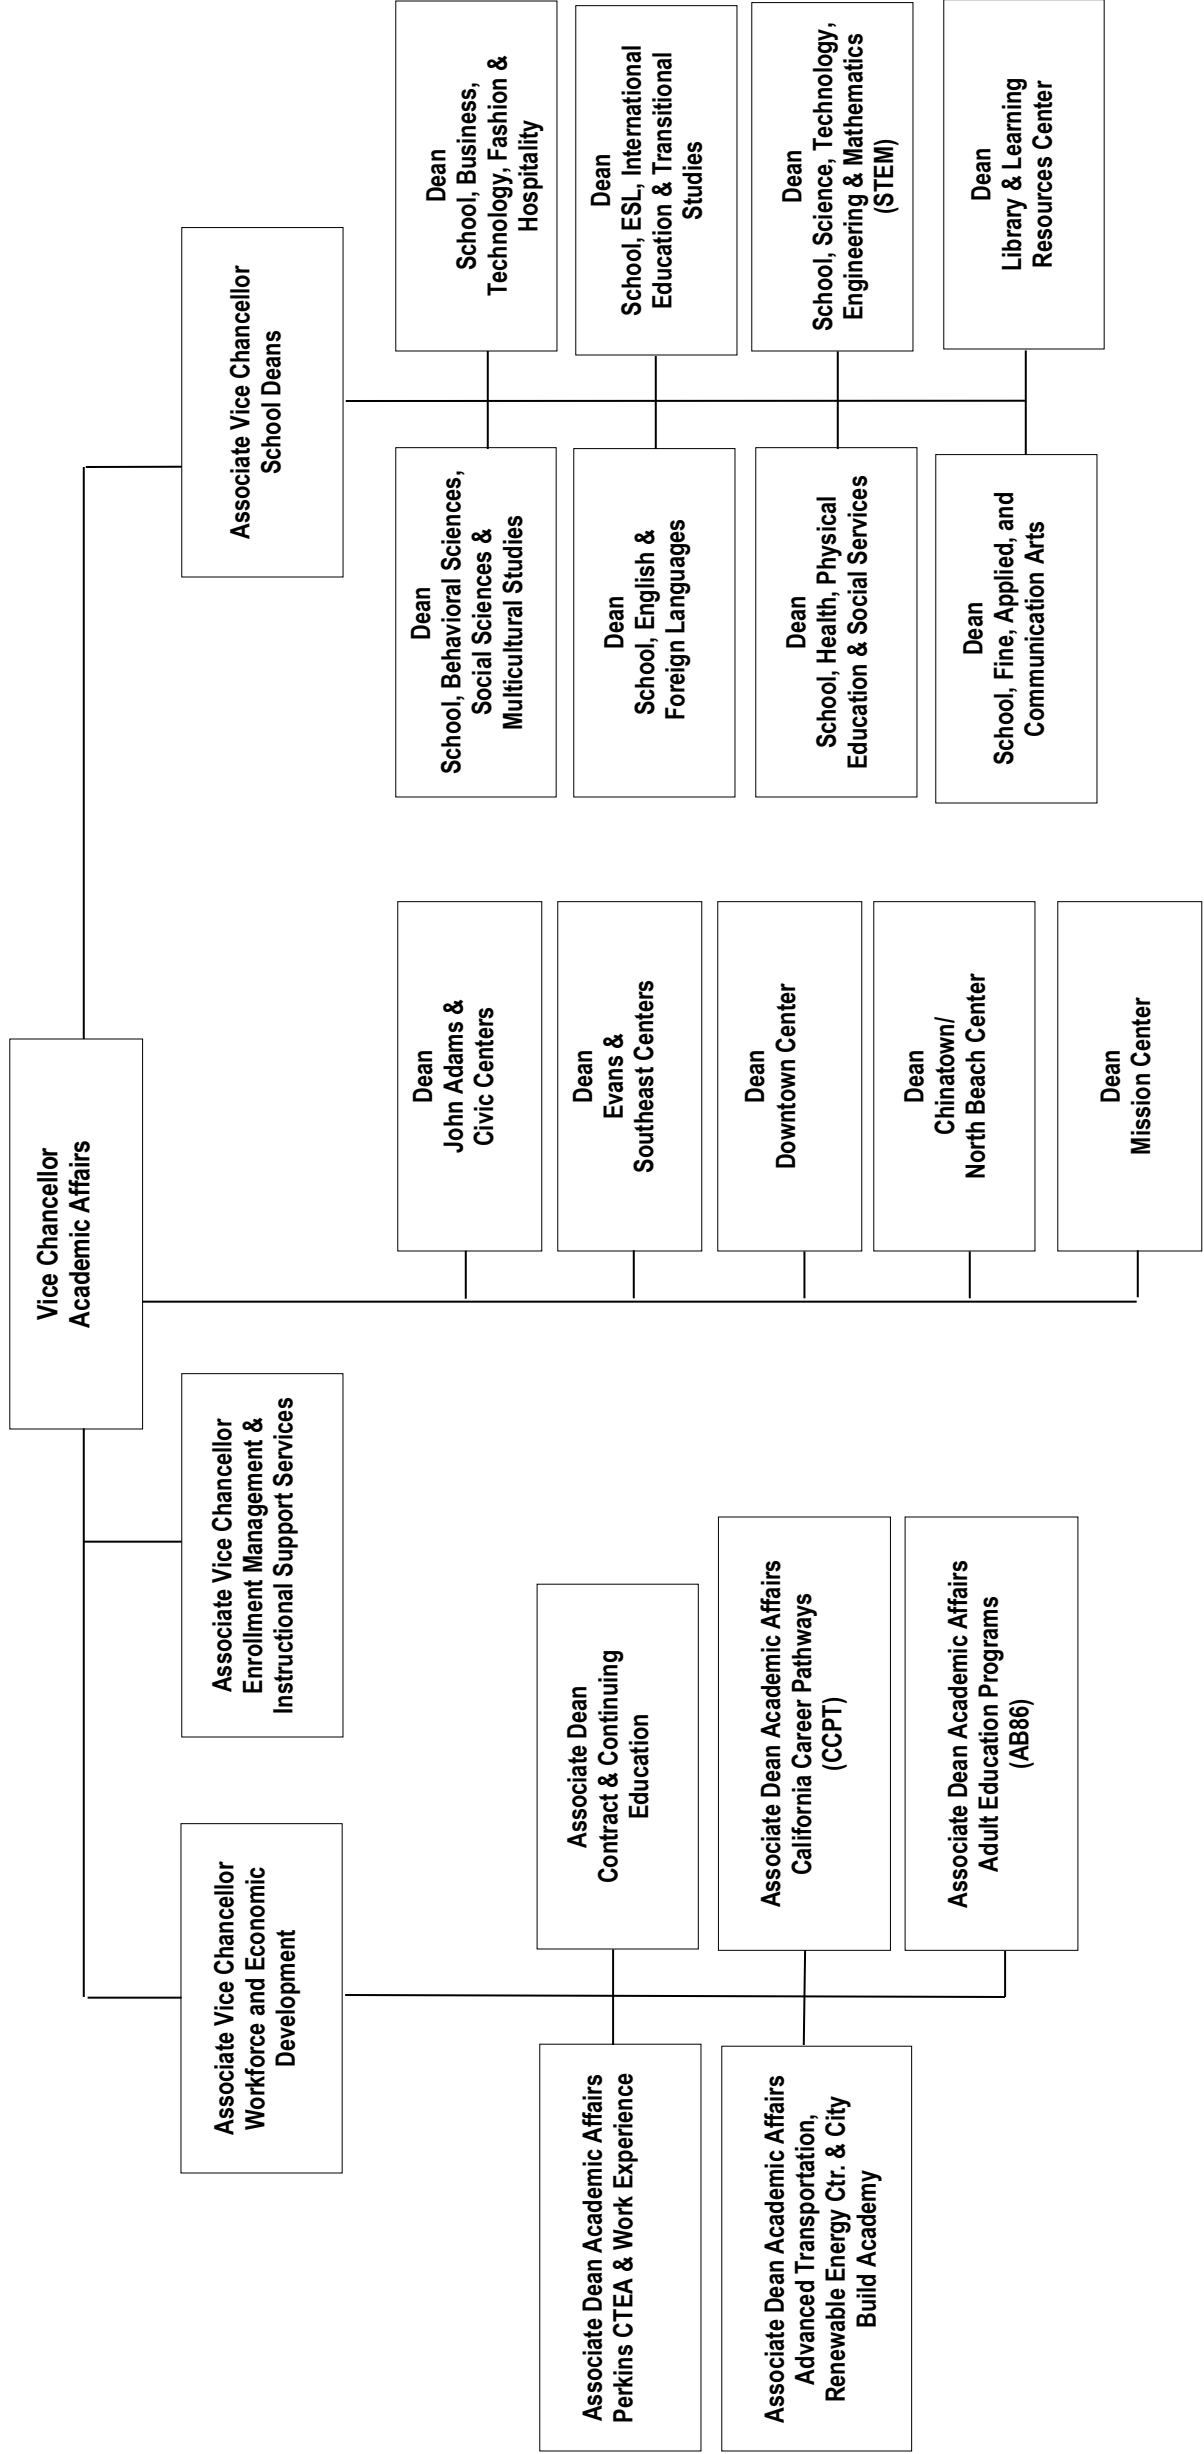 Vice Chancellor
Academic Affairs
Associate Vice Chancellor
Workforce and Economic
Development
Associate Vice Chancellor
Enrollment Management &
Instructional Support Services
Associate Vice Chancellor
School Deans
Associate Dean Academic Affairs
Perkins CTEA & Work Experience
Associate Dean
Contract & Continuing
Education
Associate Dean Academic Affairs
Advanced Transportation,
Renewable Energy Ctr. & City
Build Academy
Associate Dean Academic Affairs
California Career Pathways
(CCPT)
Associate Dean Academic Affairs
Adult Education Programs
(AB86)
Dean
John Adams &
Civic Centers
Dean
Evans &
Southeast Centers
Dean
Downtown Center
Dean
Chinatown/
North Beach Center
Dean
Mission Center
Dean
School, Behavioral Sciences,
Social Sciences &
Multicultural Studies
Dean
School, Business,
Technology, Fashion &
Hospitality
Dean
School, English &
Foreign Languages
Dean
School, ESL, International
Education & Transitional
Studies
Dean
School, Health, Physical
Education & Social Services
Dean
School, Science, Technology,
Engineering & Mathematics
(STEM)
Dean
School, Fine, Applied, and
Communication Arts
Dean
Library & Learning
Resources Center